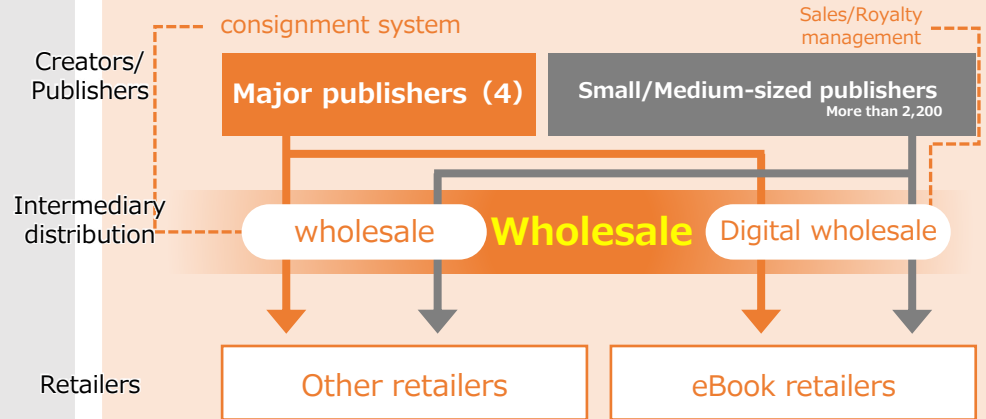 consignment system
Sales/Royalty
management
Creators/
Publishers
Major publishers（4）
Small/Medium-sized publishers
More than 2,200
Intermediary
distribution
wholesale
Wholesale
Digital wholesale
Retailers
Other retailers
eBook retailers